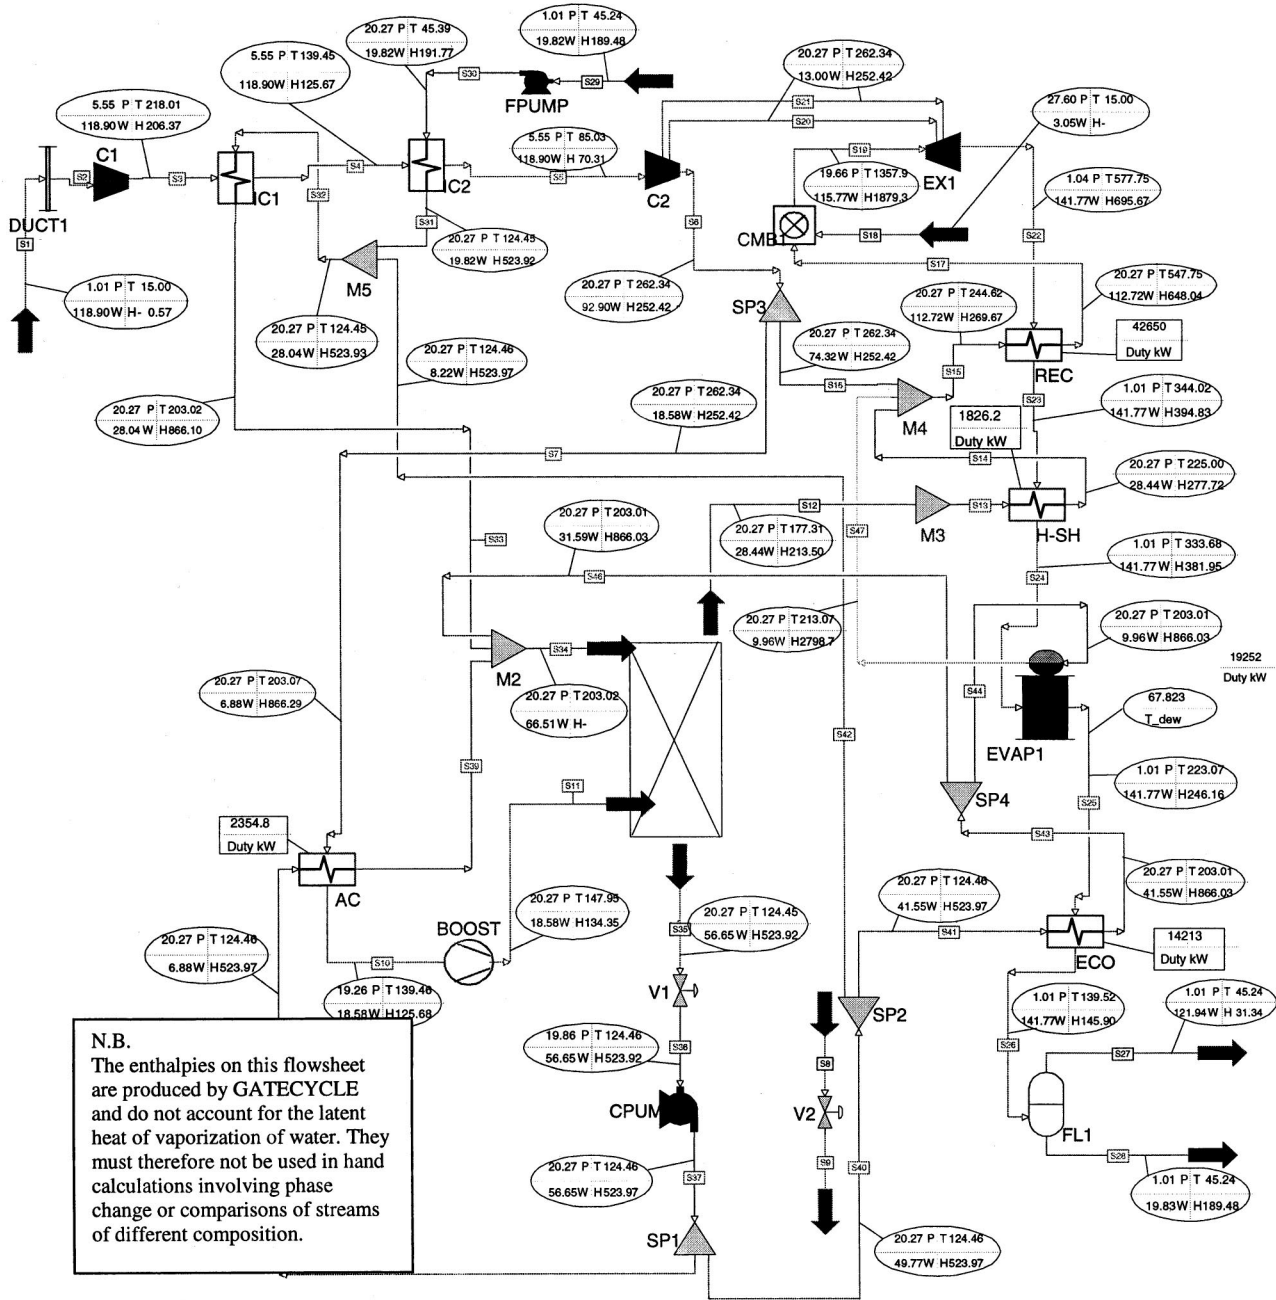 20.27 P T 45.39
19.82W H191.77
1.01 P T 45.24
19.82W H189.48
5.55 P T 139.45
118.90W H125.67
20.27 P T 262.34
13.00W H252.42
S30
S29
FPUMP
5.55 P T 218.01
118.90W H 206.37
27.60 P T 15.00
3.05W H-
S21
S20
C1
5.55 P T 85.03
118.90W H 70.31
S19
S2
S3
S4
S5
EX1
19.66 P T 1357.9
115.77W H1879.3
1.04 P T 577.75
141.77W H695.67
IC1
S32
IC2
C2
DUCT1
S31
S6
CMB1
S18
S22
S1
20.27 P T 124.45
19.82W H523.92
M5
S17
1.01 P T 15.00
118.90W H- 0.57
20.27 P T 262.34
92.90W H252.42
SP3
20.27 P T 244.62
112.72W H269.67
20.27 P T 547.75
112.72W H648.04
20.27 P T 124.45
28.04W H523.93
20.27 P T 124.46
8.22W H523.97
20.27 P T 262.34
74.32W H252.42
42650
Duty kW
S15
REC
S16
20.27 P T 203.02
28.04 W H866.10
20.27 P T 262.34
18.58W H252.42
M4
S23
1.01 P T 344.02
141.77W H394.83
1826.2
Duty kW
S7
S14
20.27 P T 225.00
28.44W H277.72
S12
S13
20.27 P T 203.01
31.59W H866.03
S47
M3
H-SH
20.27 P T 177.31
28.44W H213.50
S33
1.01 P T 333.68
141.77W H381.95
S46
S24
20.27 P T 213.07
9.96W H2798.7
20.27 P T 203.01
9.96W H866.03
S34
M2
19252
Duty kW
20.27 P T 203.07
6.88W H866.29
20.27 P T 203.02
66.51 W H-
S44
67.823
T_dew
S42
EVAP1
S39
1.01 P T 223.07
141.77W H246.16
S11
SP4
S25
2354.8
Duty kW
S43
20.27 P T 124.46
41.55W H523.97
20.27 P T 203.01
41.55W H866.03
AC
20.27 P T 147.95
18.58W H134.35
20.27 P T 124.45
56.65W H523.92
BOOST
S35
S41
14213
Duty kW
20.27 P T 124.46
6.88W H523.97
S10
ECO
19.26 P T 139.46
18.58W H125.68
V1
1.01 P T 139.52
141.77W H145.90
1.01 P T 45.24
121.94W H 31.34
SP2
19.86 P T 124.46
56.65W H523.92
S36
S26
S27
S8
CPUM
V2
FL1
20.27 P T 124.46
56.65W H523.97
S37
S9
S40
S28
1.01 P T 45.24
19.83W H189.48
SP1
20.27 P T 124.46
49.77W H523.97
N.B.
The enthalpies on this flowsheet
are produced by GATECYCLE
and do not account for the latent
heat of vaporization of water. They
must therefore not be used in hand
calculations involving phase
change or comparisons of streams
of different composition.